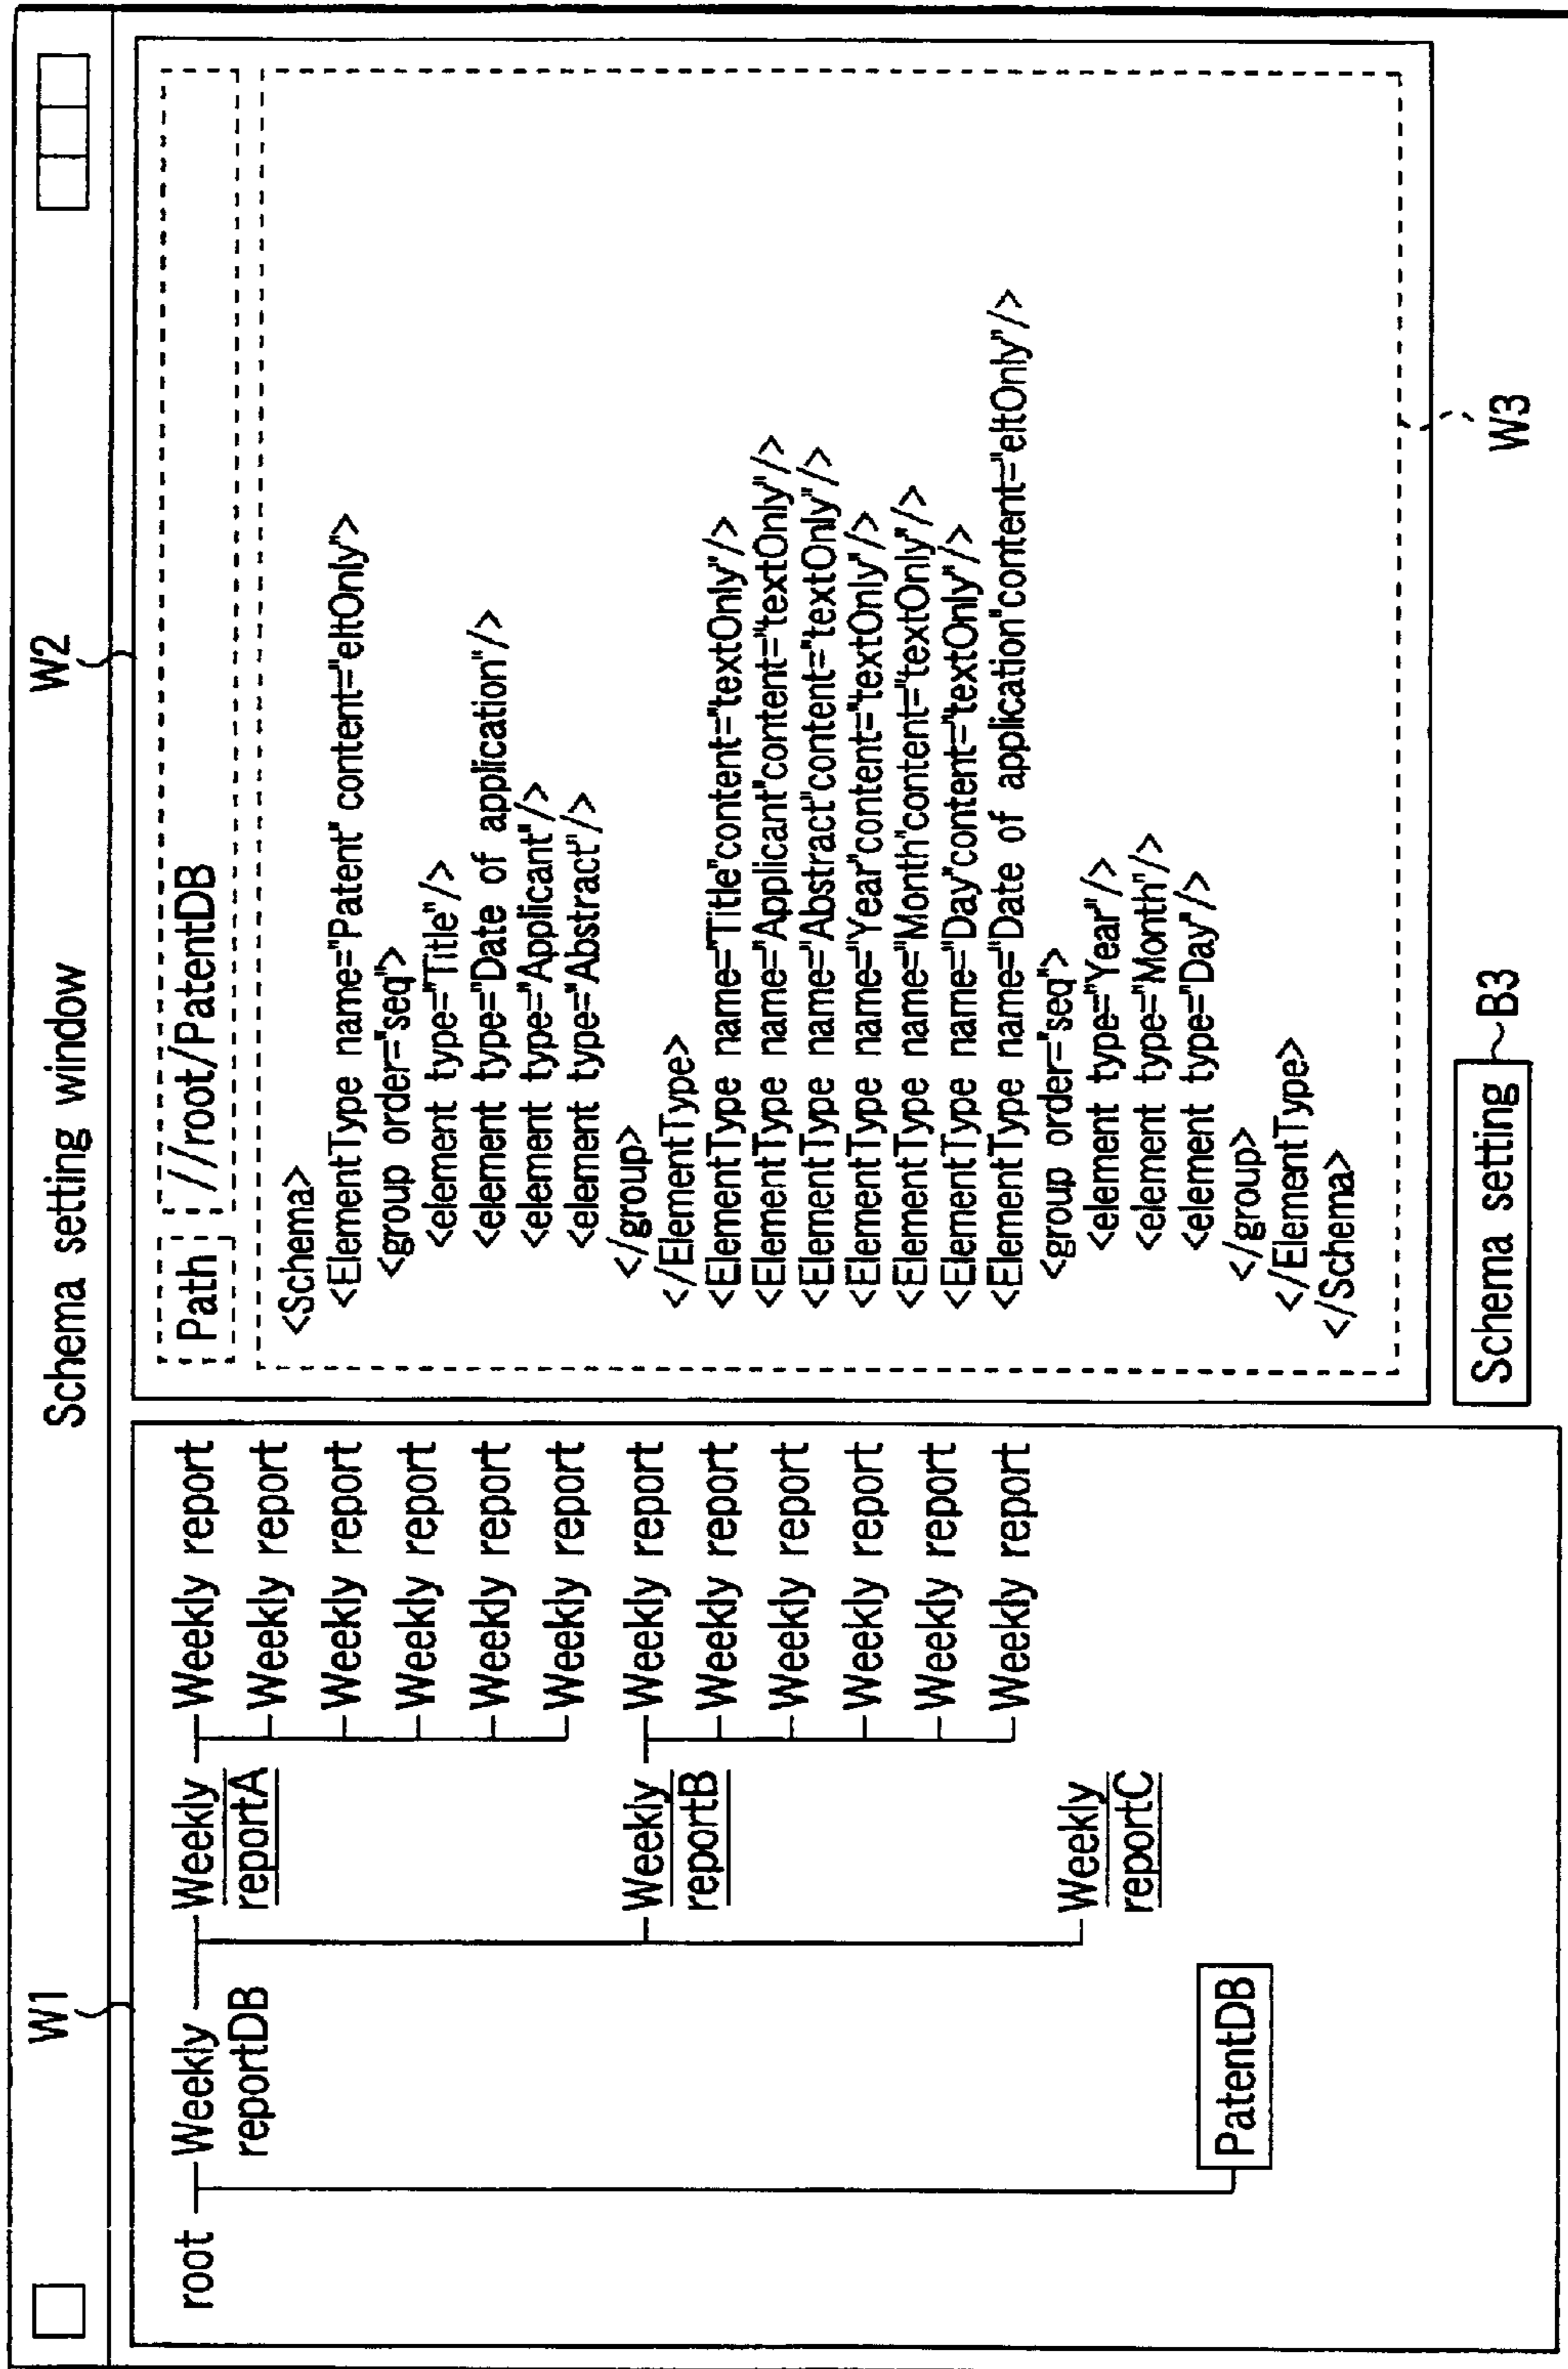 Schema setting window
W1
W2
root
Weekly
reportDB
Weekly
reportA
Weekly report
Weekly report
Weekly report
Weekly report
Weekly report
Weekly report
Weekly
reportB
Weekly report
Weekly report
Weekly report
Weekly report
Weekly report
Weekly report
Weekly
reportC
PatentDB
Path //root/PatentDB
<Schema>
<ElementType name="Patent" content="eltOnly">
<group order="seq">
<element type="Title"/>
<element type="Date of application"/>
<element type="Applicant"/>
<element type="Abstract"/>
</group>
</ElementType>
<ElementType name="Title"content="textOnly"/>
<ElementType name="Applicant"content="textOnly"/>
<ElementType name="Abstract"content="textOnly"/>
<ElementType name="Year"content="textOnly"/>
<ElementType name="Month"content="textOnly"/>
<ElementType name="Day"content="textOnly"/>
<ElementType name="Date of application"content="eltOnly"/>
<group order="seq">
<element type="Year"/>
<element type="Month"/>
<element type="Day"/>
</group>
</ElementType>
</Schema>
W3
Schema setting
B3